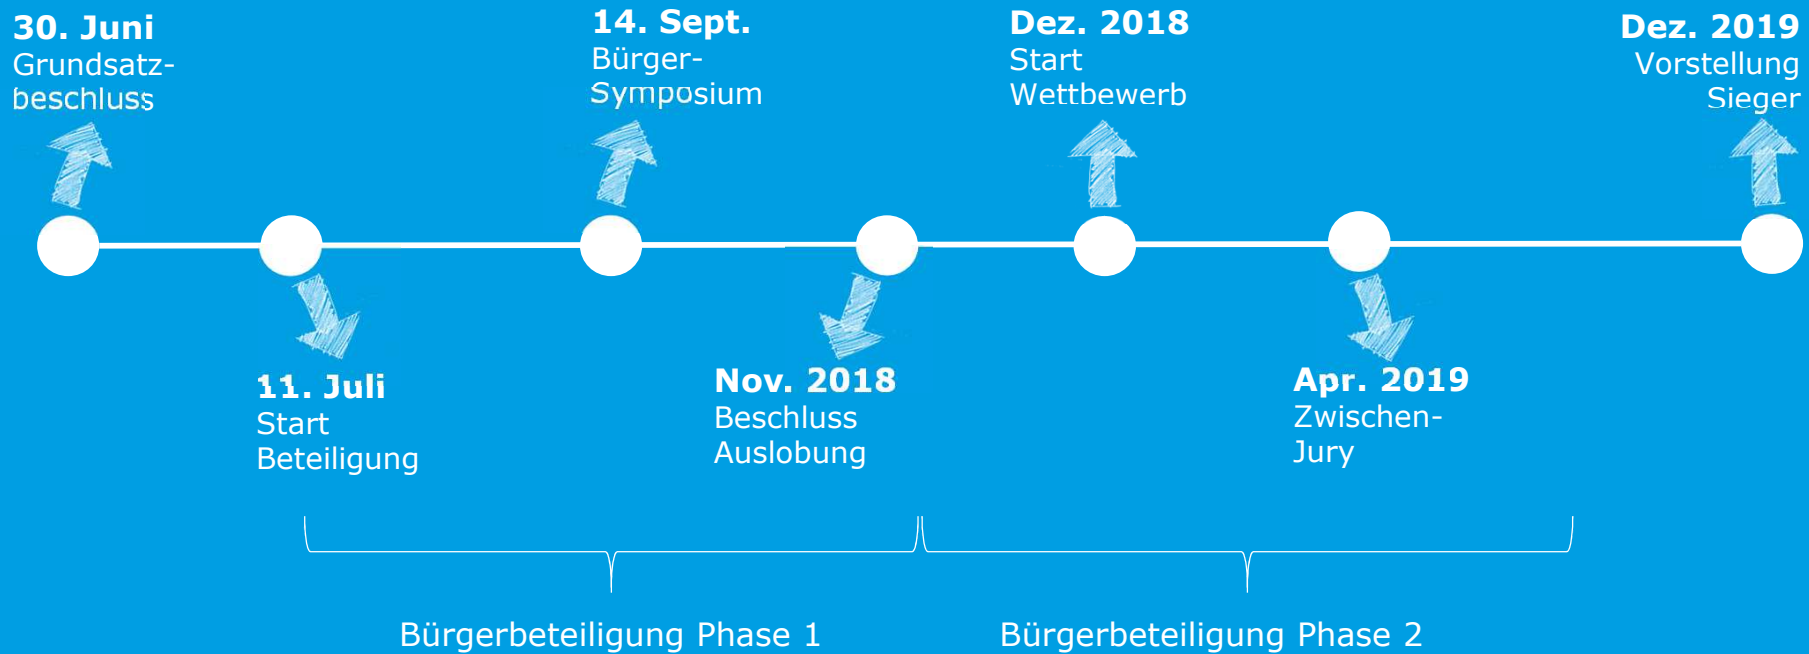 30. Juni
Grundsatz-
beschluss
14. Sept.
Bürger-
Symposium
Dez. 2018
Start
Wettbewerb
Dez. 2019
Vorstellung
Sieger
11. Juli
Start
Beteiligung
Nov. 2018
Beschluss
Auslobung
Apr. 2019
Zwischen-
Jury
Bürgerbeteiligung Phase 1
Bürgerbeteiligung Phase 2